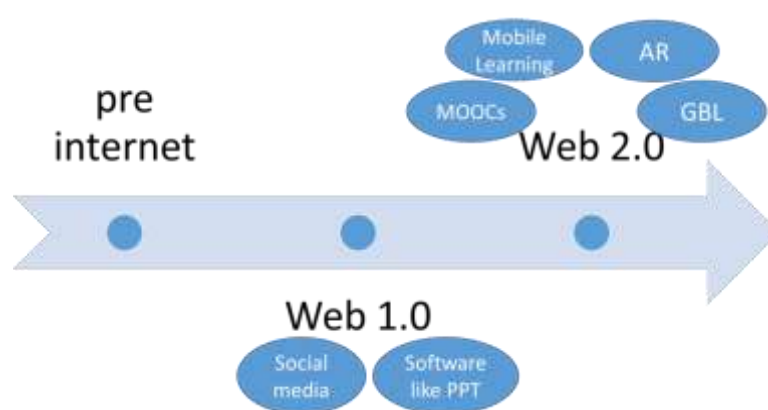 Mobile
Learning
AR
MOOCs
GBL
pre
internet
Web 2.0
Web 1.0
Social
media
Software
like PPT